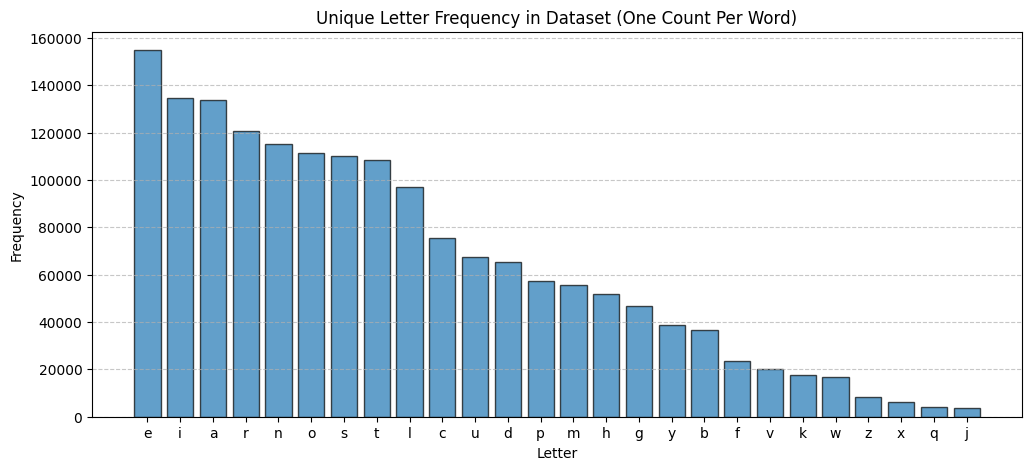 Unique Letter Frequency in Dataset (One Count Per Word)
160000
140000
120000
100000
80000
60000
40000
20000
0
Frequency
e i a r n o s t l c u d p m h g y b f v k w z x q j
Letter